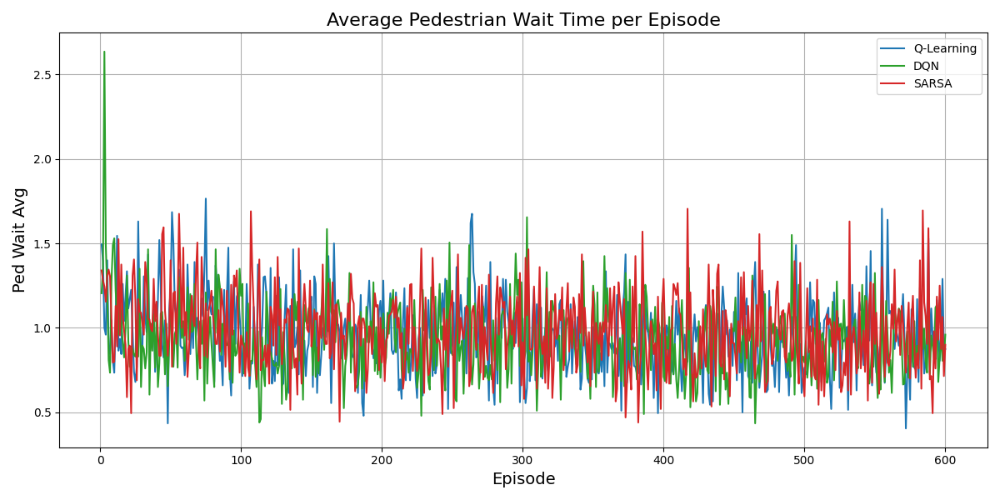 Average Pedestrian Wait Time per Episode
Q-Learning
DQN
SARSA
Ped Wait Avg
2.5
2.0
1.5
1.0
0.5
0 100 200 300 400 500 600
Episode